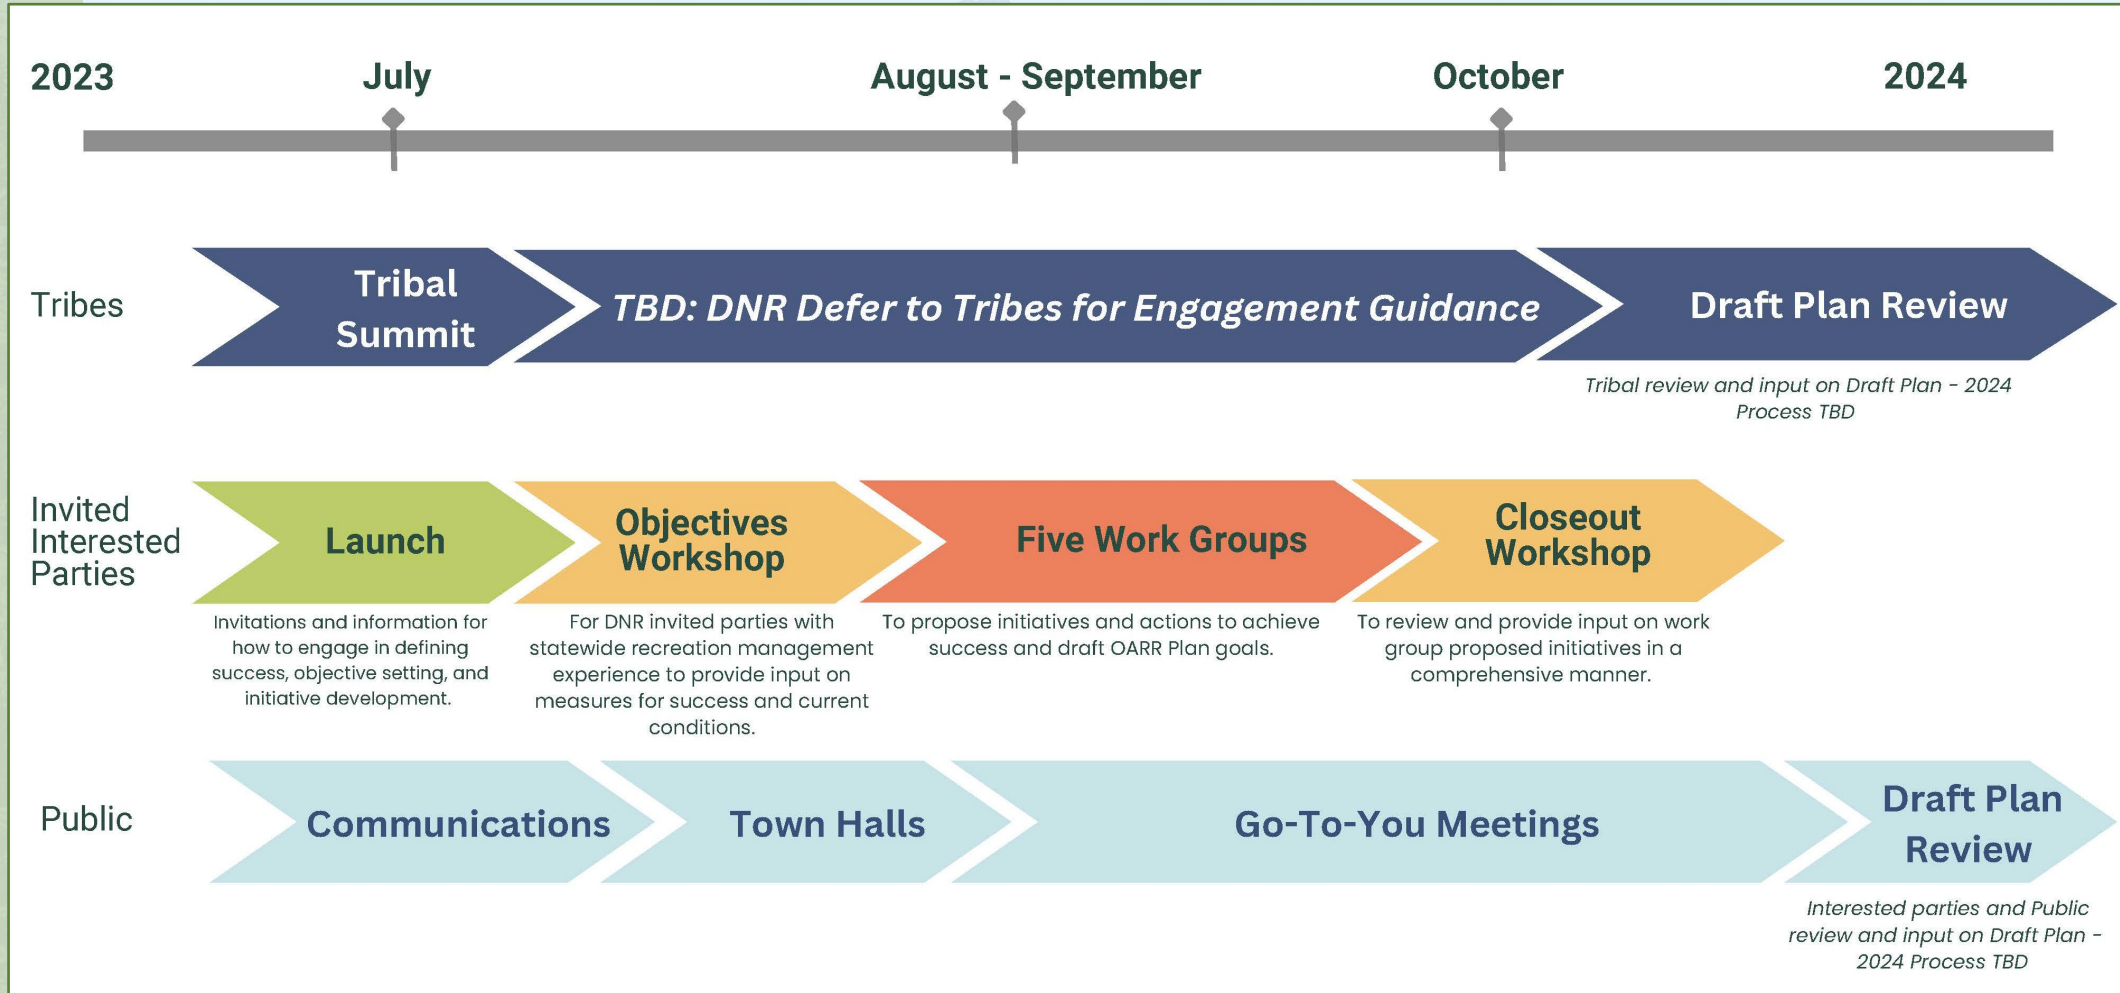 2023
July
August - September
October
2024
Tribes
Tribal
Summit
TBD: DNR Defer to Tribes for Engagement Guidance
Draft Plan Review
Tribal review and input on Draft Plan - 2024
Process TBD
Invited
Interested
Parties
Launch
Invitations and information for
how to engage in defining
success, objective setting, and
initiative development.
Objectives
Workshop
For DNR invited parties with
statewide recreation management
experience to provide input on
measures for success and current
conditions.
Five Work Groups
To propose initiatives and actions to achieve
success and draft OARR Plan goals.
Closeout
Workshop
To review and provide input on work
group proposed initiatives in a
comprehensive manner.
Public
Communications
Town Halls
Go-To-You Meetings
Draft Plan
Review
Interested parties and Public
review and input on Draft Plan -
2024 Process TBD